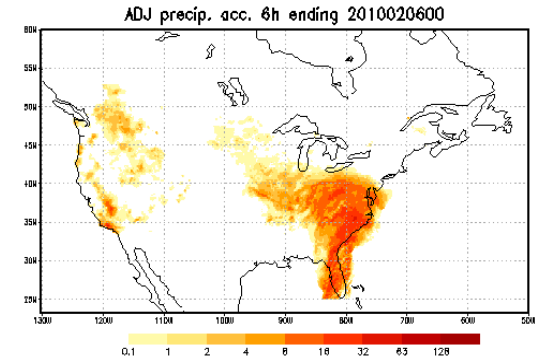 ADJ precip. acc. 6h ending 2010020600
60N
55N
50N
45N
40N
35N
30N
25N
130W 120W 110W 100W 90W 80W 70W 60W 50W
0.1 1 2 4 8 16 32 63 128